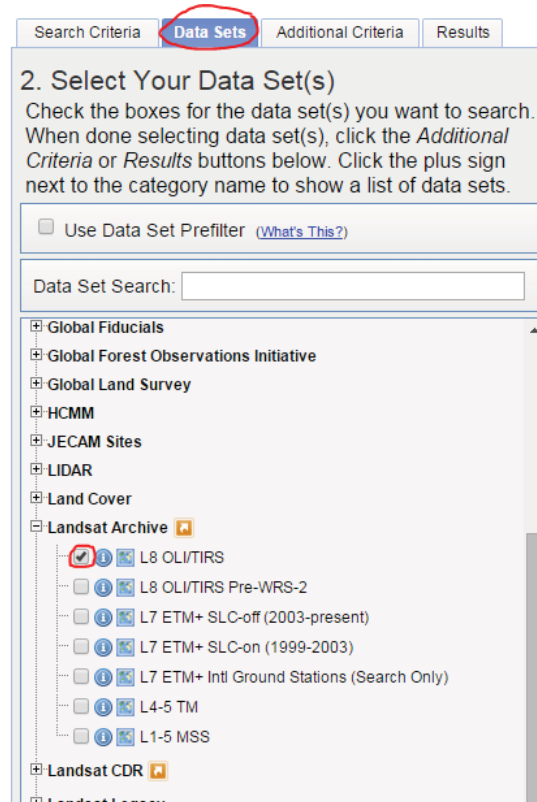 Search Criteria Data Sets Additional Criteria Results
2. Select Your Data Set(s)
Check the boxes for the data set(s) you want to search.
When done selecting data set(s), click the Additional
Criteria or Results buttons below. Click the plus sign
next to the category name to show a list of data sets.
Use Data Set Prefilter (What's This?)
Data Set Search:
Global Fiducials
Global Forest Observations Initiative
Global Land Survey
HCMM
JECAM Sites
LIDAR
Land Cover
Landsat Archive
L8 OLI/TIRS
L8 OLI/TIRS Pre-WRS-2
L7 ETM+ SLC-off (2003-present)
L7 ETM+ SLC-on (1999-2003)
L7 ETM+ Intl Ground Stations (Search Only)
L4-5 TM
L1-5 MSS
Landsat CDR